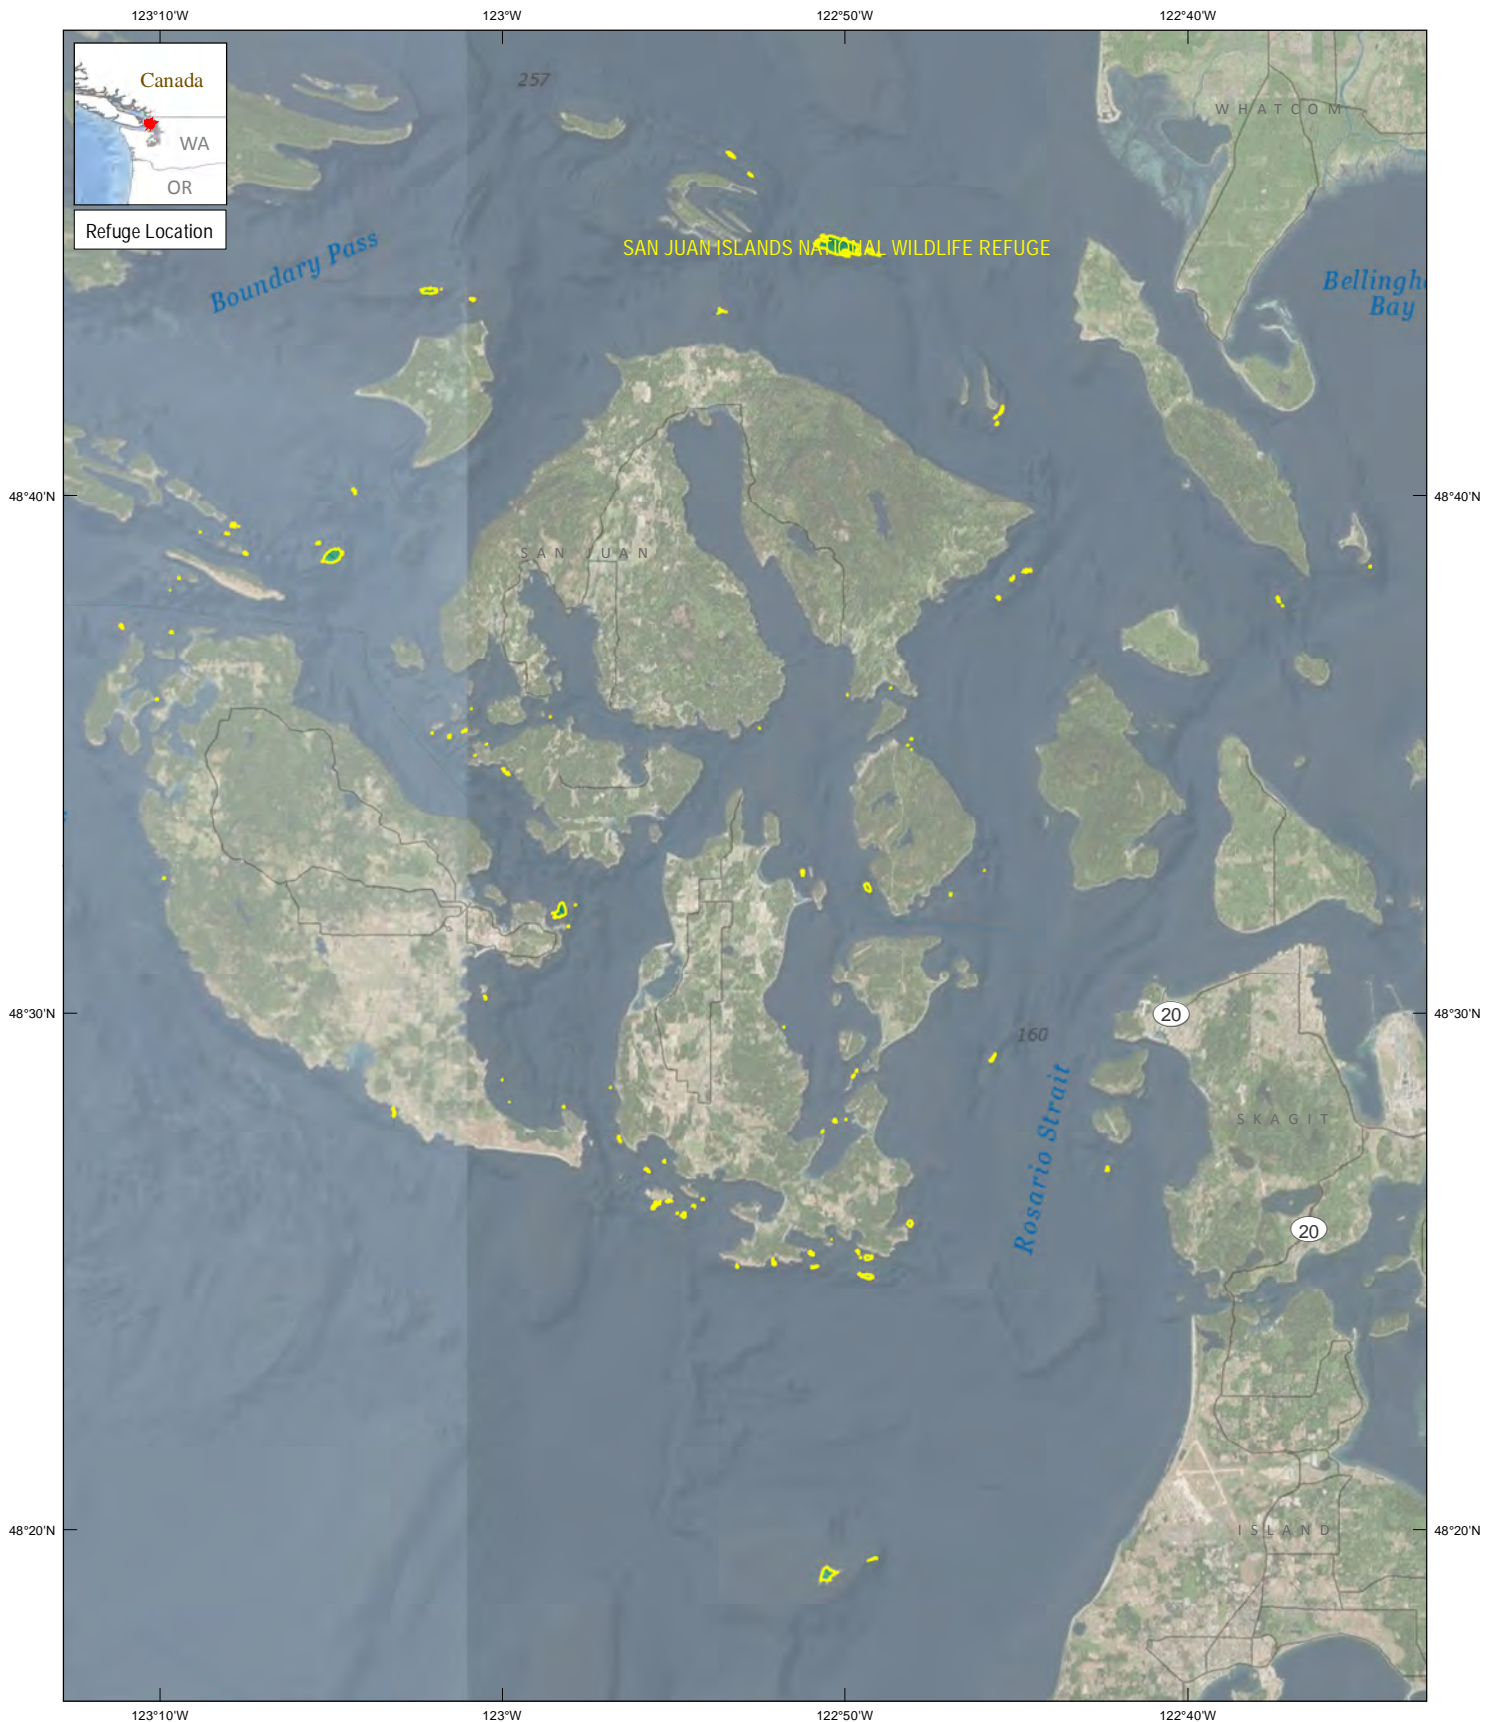 123°10'W 123°W 122°50'W 122°40'W
Canada
WA
OR
Refuge Location
257
WHATCOM
Boundary Pass
SAN JUAN ISLANDS NATIONAL WILDLIFE REFUGE
Bellingh
Bay
48°40'N 48°40'N
SAN JUAN
48°30'N 48°30'N
20
160
Rosario Strait
SKAGIT
20
48°20'N 48°20'N
ISLAND
123°10'W 123°W 122°50'W 122°40'W